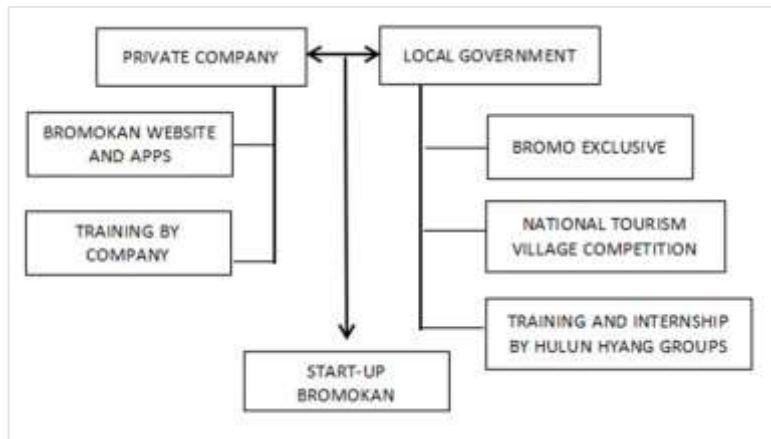 PRIVATE COMPANY
LOCAL GOVERNMENT
BROMOKAN WEBSITE
AND APPS
BROMO EXCLUSIVE
TRAINING BY
COMPANY
NATIONAL TOURISM
VILLAGE COMPETITION
TRAINING AND INTERNSHIP
BY HULUN HYANG GROUPS
START-UP
BROMOKAN